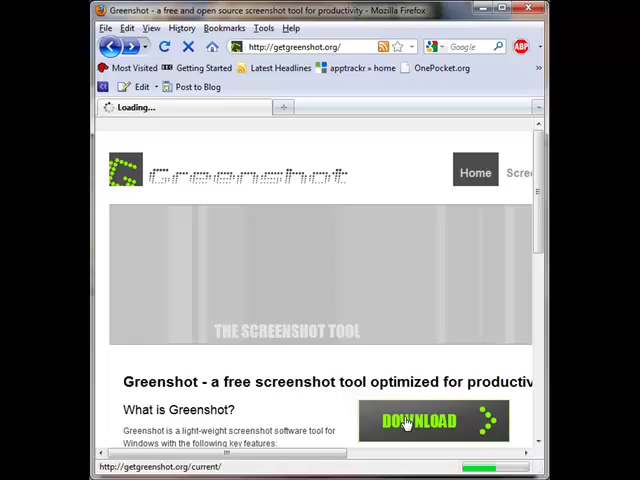 Greenshot - a free and open source screenshot tool for productivity - Mozilla Firefox
File Edit View History Bookmarks Tools Help
http://getgreenshot.org/ Google ABP
Most Visited Getting Started Latest Headlines apptrackr » home OnePocket.org »
Edit Post to Blog
Loading...
G Greenshot Home Scree
THE SCREENSHOT TOOL
Greenshot - a free screenshot tool optimized for productiv
What is Greenshot?
DOWNLOAD
Greenshot is a light-weight screenshot software tool for
Windows with the following key features:
http://getgreenshot.org/current/